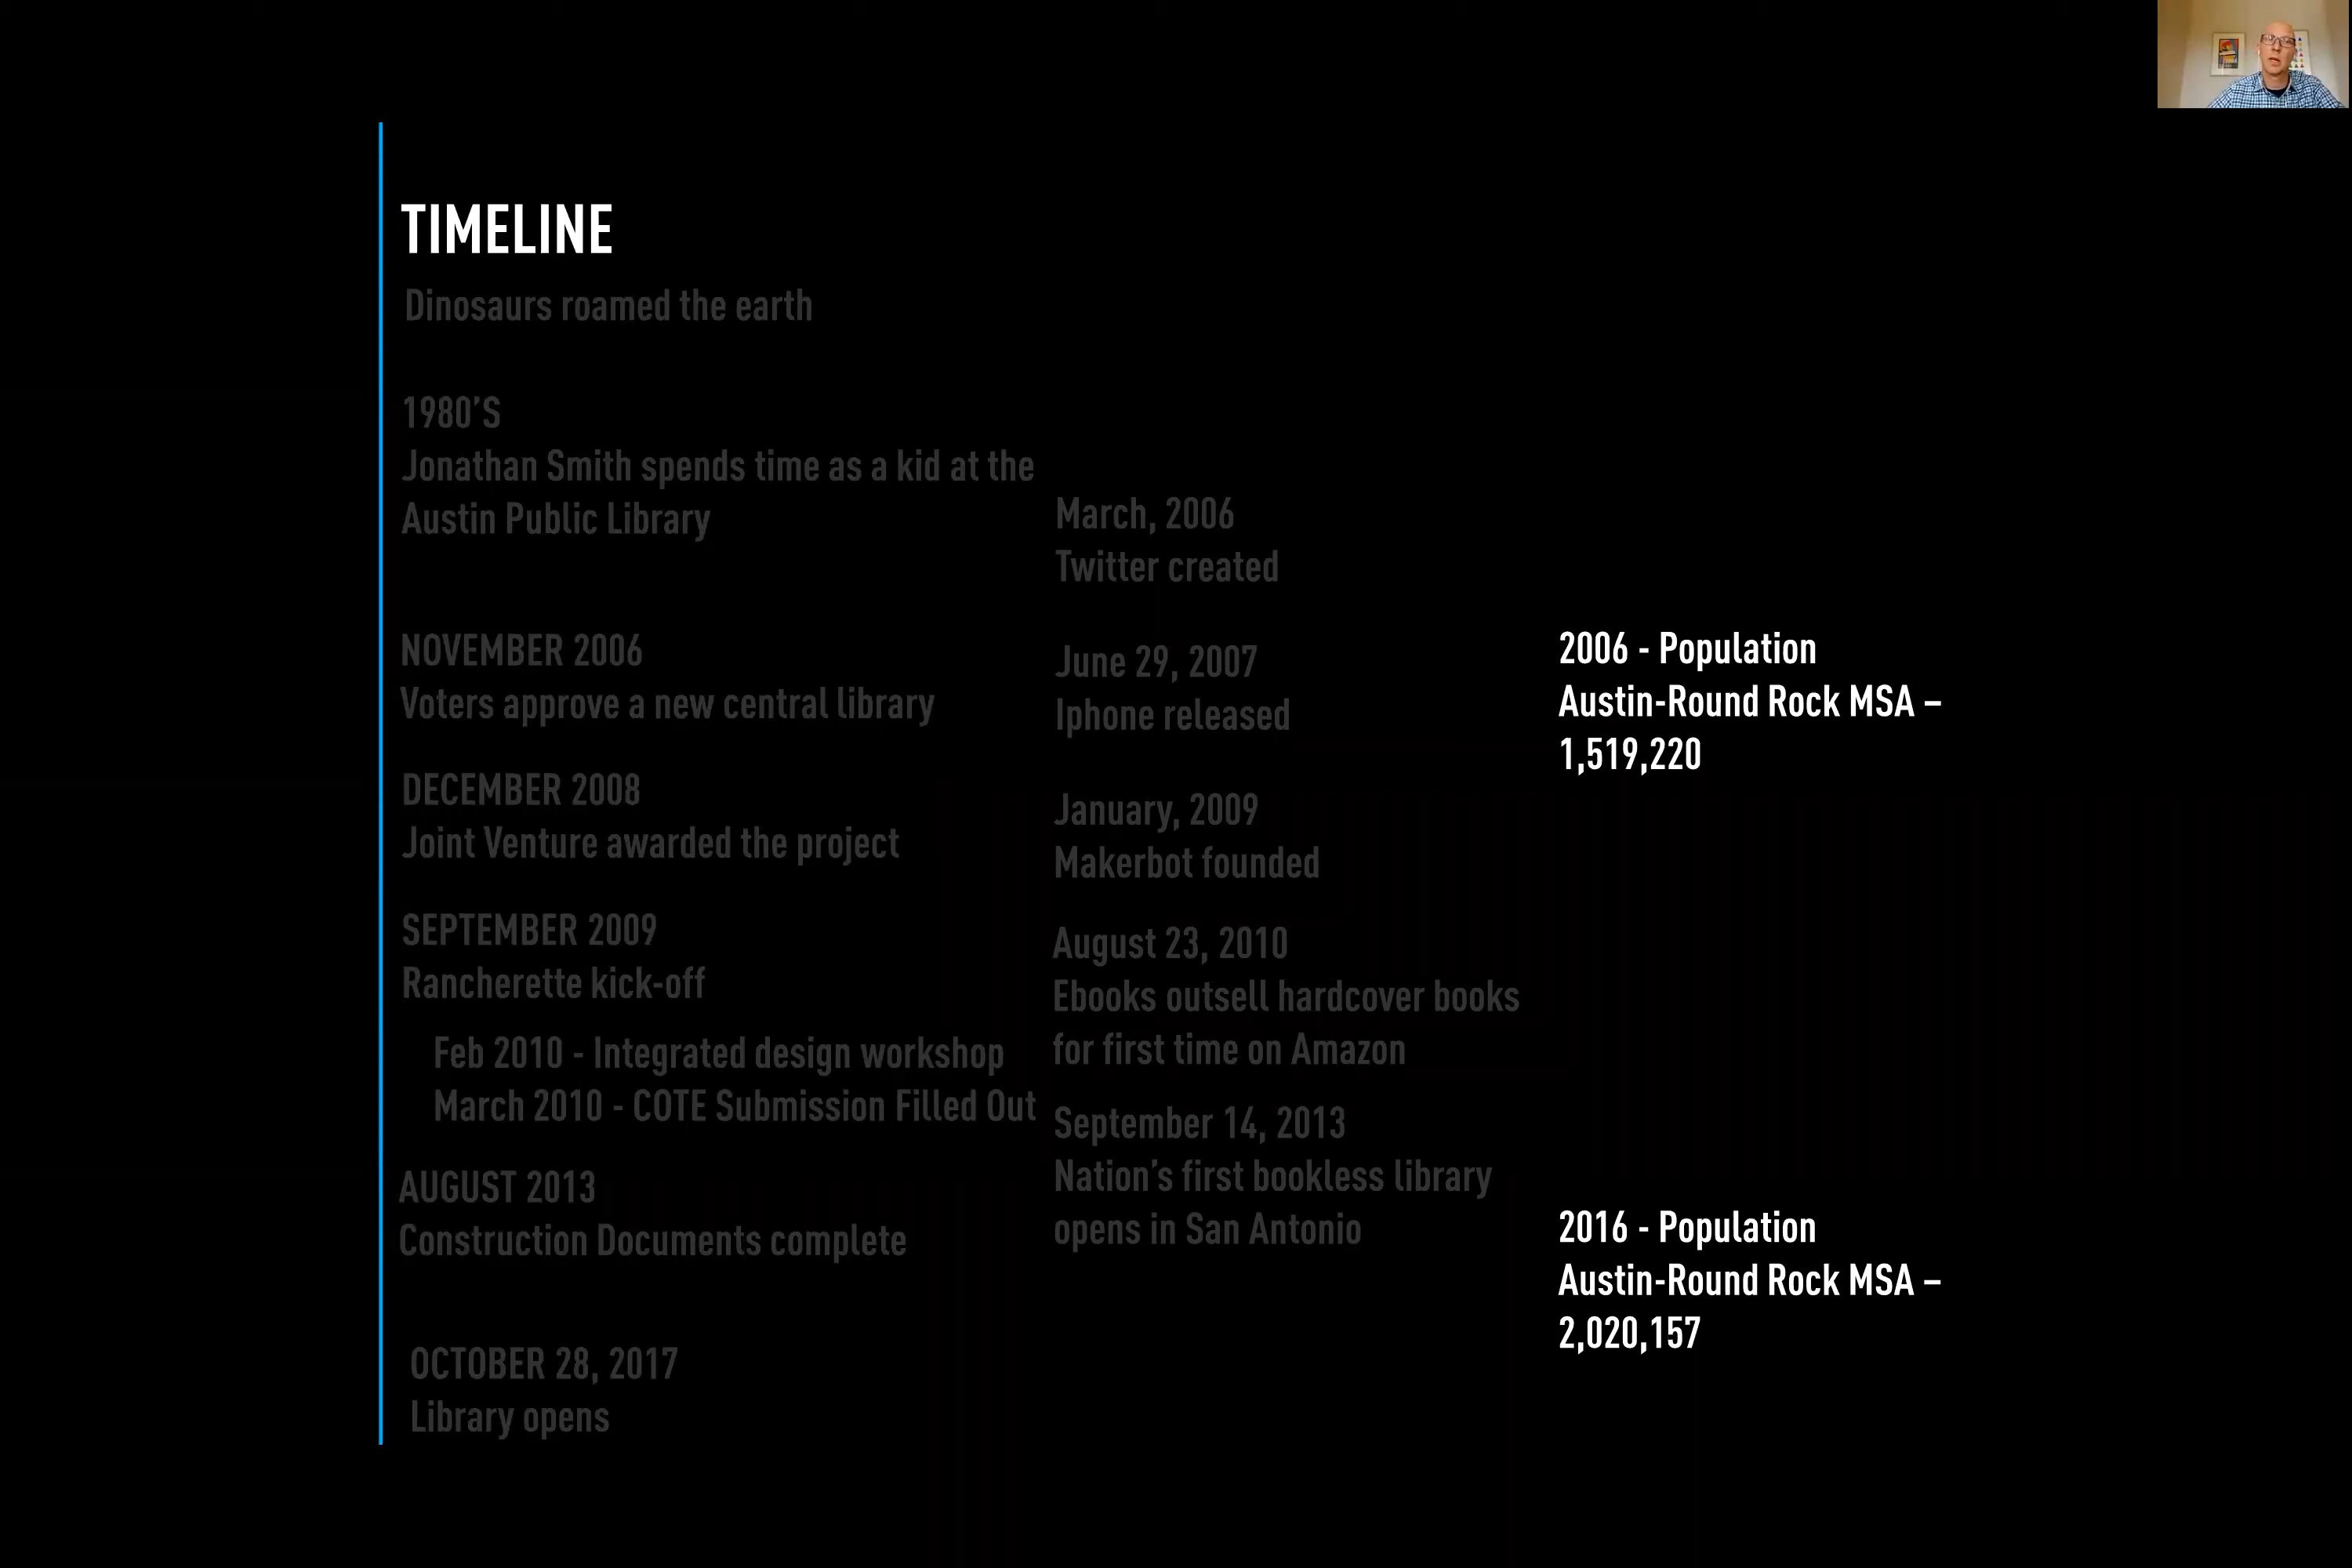 TIMELINE
Dinosaurs roamed the earth
1980'S
Jonathan Smith spends time as a kid at the
Austin Public Library
NOVEMBER 2006
Voters approve a new central library
DECEMBER 2008
Joint Venture awarded the project
SEPTEMBER 2009
Rancherette kick-off
Feb 2010 - Integrated design workshop
March 2010 - COTE Submission Filled Out
AUGUST 2013
Construction Documents complete
OCTOBER 28, 2017
Library opens
March, 2006
Twitter created
June 29, 2007
Iphone released
January, 2009
Makerbot founded
August 23, 2010
Ebooks outsell hardcover books
for first time on Amazon
September 14, 2013
Nation's first bookless library
opens in San Antonio
2006 - Population
Austin-Round Rock MSA –
1,519,220
2016 - Population
Austin-Round Rock MSA –
2,020,157